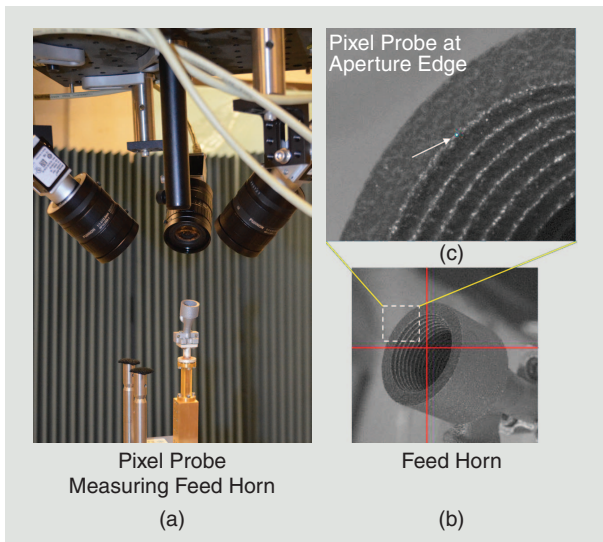 Pixel Probe at
Aperture Edge
(c)
Pixel Probe
Measuring Feed Horn
(a)
Feed Horn
(b)